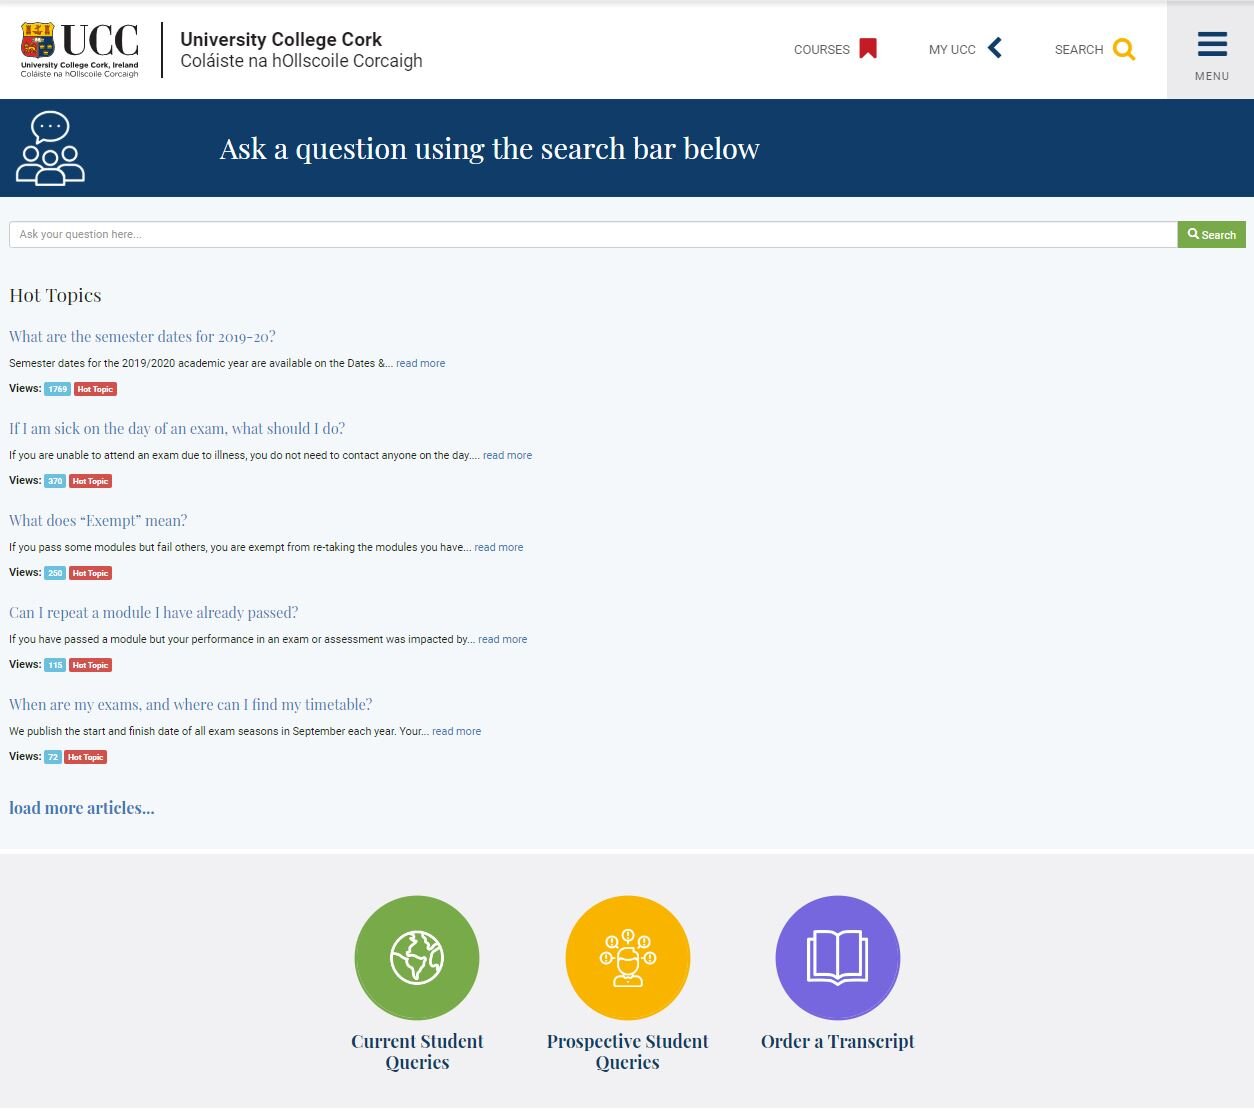 UCC
University College Cork, Ireland
Coláiste na hOllscoile Corcaigh
University College Cork
Coláiste na hOllscoile Corcaigh
COURSES
MY UCC
SEARCH
MENU
Ask a question using the search bar below
Ask your question here...
Search
Hot Topics
What are the semester dates for 2019-20?
Semester dates for the 2019/2020 academic year are available on the Dates &... read more
Views: 1769 Hot Topic
If I am sick on the day of an exam, what should I do?
If you are unable to attend an exam due to illness, you do not need to contact anyone on the day.... read more
Views: 370 Hot Topic
What does “Exempt” mean?
If you pass some modules but fail others, you are exempt from re-taking the modules you have... read more
Views: 250 Hot Topic
Can I repeat a module I have already passed?
If you have passed a module but your performance in an exam or assessment was impacted by... read more
Views: 115 Hot Topic
When are my exams, and where can I find my timetable?
We publish the start and finish date of all exam seasons in September each year. Your... read more
Views: 72 Hot Topic
load more articles...
Current Student
Queries
Prospective Student
Queries
Order a Transcript